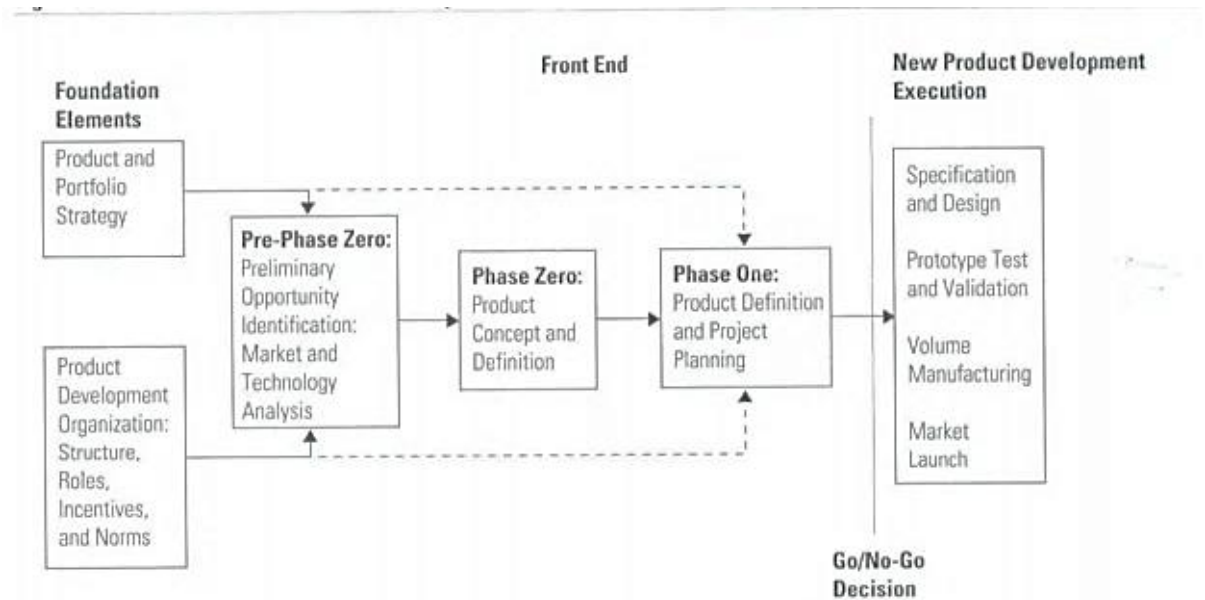 Front End
New Product Development
Execution
Foundation
Elements
Product and
Portfolio
Strategy
Product
Development
Organization:
Structure,
Roles,
Incentives,
and Norms
Pre-Phase Zero:
Preliminary
Opportunity
Identification:
Market and
Technology
Analysis
Phase Zero:
Product
Concept and
Definition
Phase One:
Product Definition
and Project
Planning
Specification
and Design
Prototype Test
and Validation
Volume
Manufacturing
Market
Launch
Go/No-Go
Decision